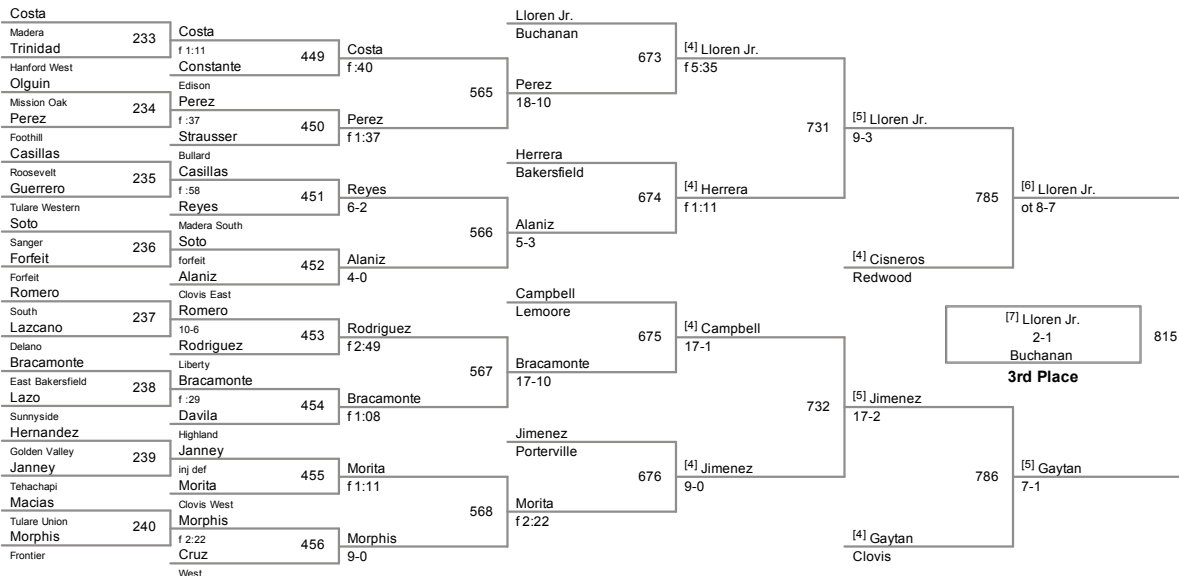 Costa
Madera
233
Trinidad
Hanford West
Olguin
Mission Oak
234
Perez
Foothill
Casillas
Roosevelt
235
Guerrero
Tulare Western
Soto
Sanger
236
Forfeit
Forfeit
Romero
South
237
Lazcano
Delano
Bracamonte
East Bakersfield
238
Lazo
Sunnyside
Hernandez
Golden Valley
239
Janney
Tehachapi
Macias
Tulare Union
240
Morphis
Frontier
Costa
f 1:11
449
Constante
Edison
Perez
f :37
450
Strausser
Bullard
Casillas
f :58
451
Reyes
Madera South
Soto
forfeit
452
Alaniz
Clovis East
Romero
10-6
453
Rodriguez
Liberty
Bracamonte
f :29
454
Davila
Highland
Janney
inj def
455
Morita
Clovis West
Morphis
f 2:22
456
Cruz
West
Costa
f :40
565
Perez
f 1:37
Reyes
6-2
566
Alaniz
4-0
Rodriguez
f 2:49
567
Bracamonte
f 1:08
Morita
f 1:11
568
Morphis
9-0
Lloren Jr.
Buchanan
673
Perez
18-10
Herrera
Bakersfield
674
Alaniz
5-3
Campbell
Lemoore
675
Bracamonte
17-10
Jimenez
Porterville
676
Morita
f 2:22
[4] Lloren Jr.
f 5:35
731
[4] Herrera
f 1:11
[4] Campbell
17-1
732
[4] Jimenez
9-0
[5] Lloren Jr.
9-3
785
[4] Cisneros
Redwood
[5] Jimenez
17-2
786
[4] Gaytan
Clovis
[6] Lloren Jr.
ot 8-7
[7] Lloren Jr.
2-1
815
Buchanan
3rd Place
[5] Gaytan
7-1